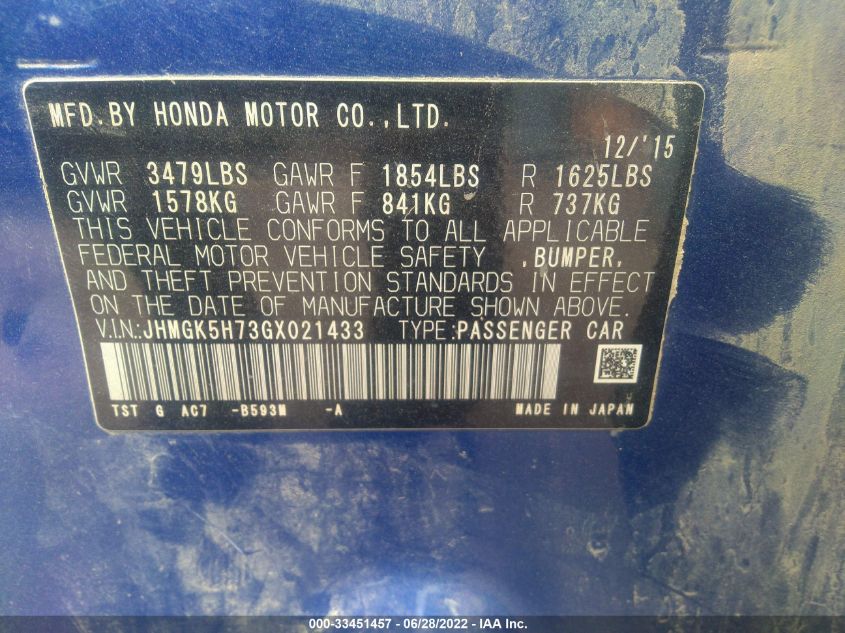 MFD.BY HONDA MOTOR CO.,LTD.
12/'15
GVWR 3479LBS GAWR F 1854LBS R 1625LBS
GVWR 1578KG GAWR F 841KG R 737KG
THIS VEHICLE CONFORMS TO ALL APPLICABLE
FEDERAL MOTOR VEHICLE SAFETY ,BUMPER,
AND THEFT PREVENTION STANDARDS IN EFFECT
ON THE DATE OF MANUFACTURE SHOWN ABOVE.
V.IN.:JHMGK5H73GX021433 TYPE:PASSENGER CAR
TST G AC7 -B593M -A MADE IN JAPAN
000-33451457 - 06/28/2022 - IAA Inc.